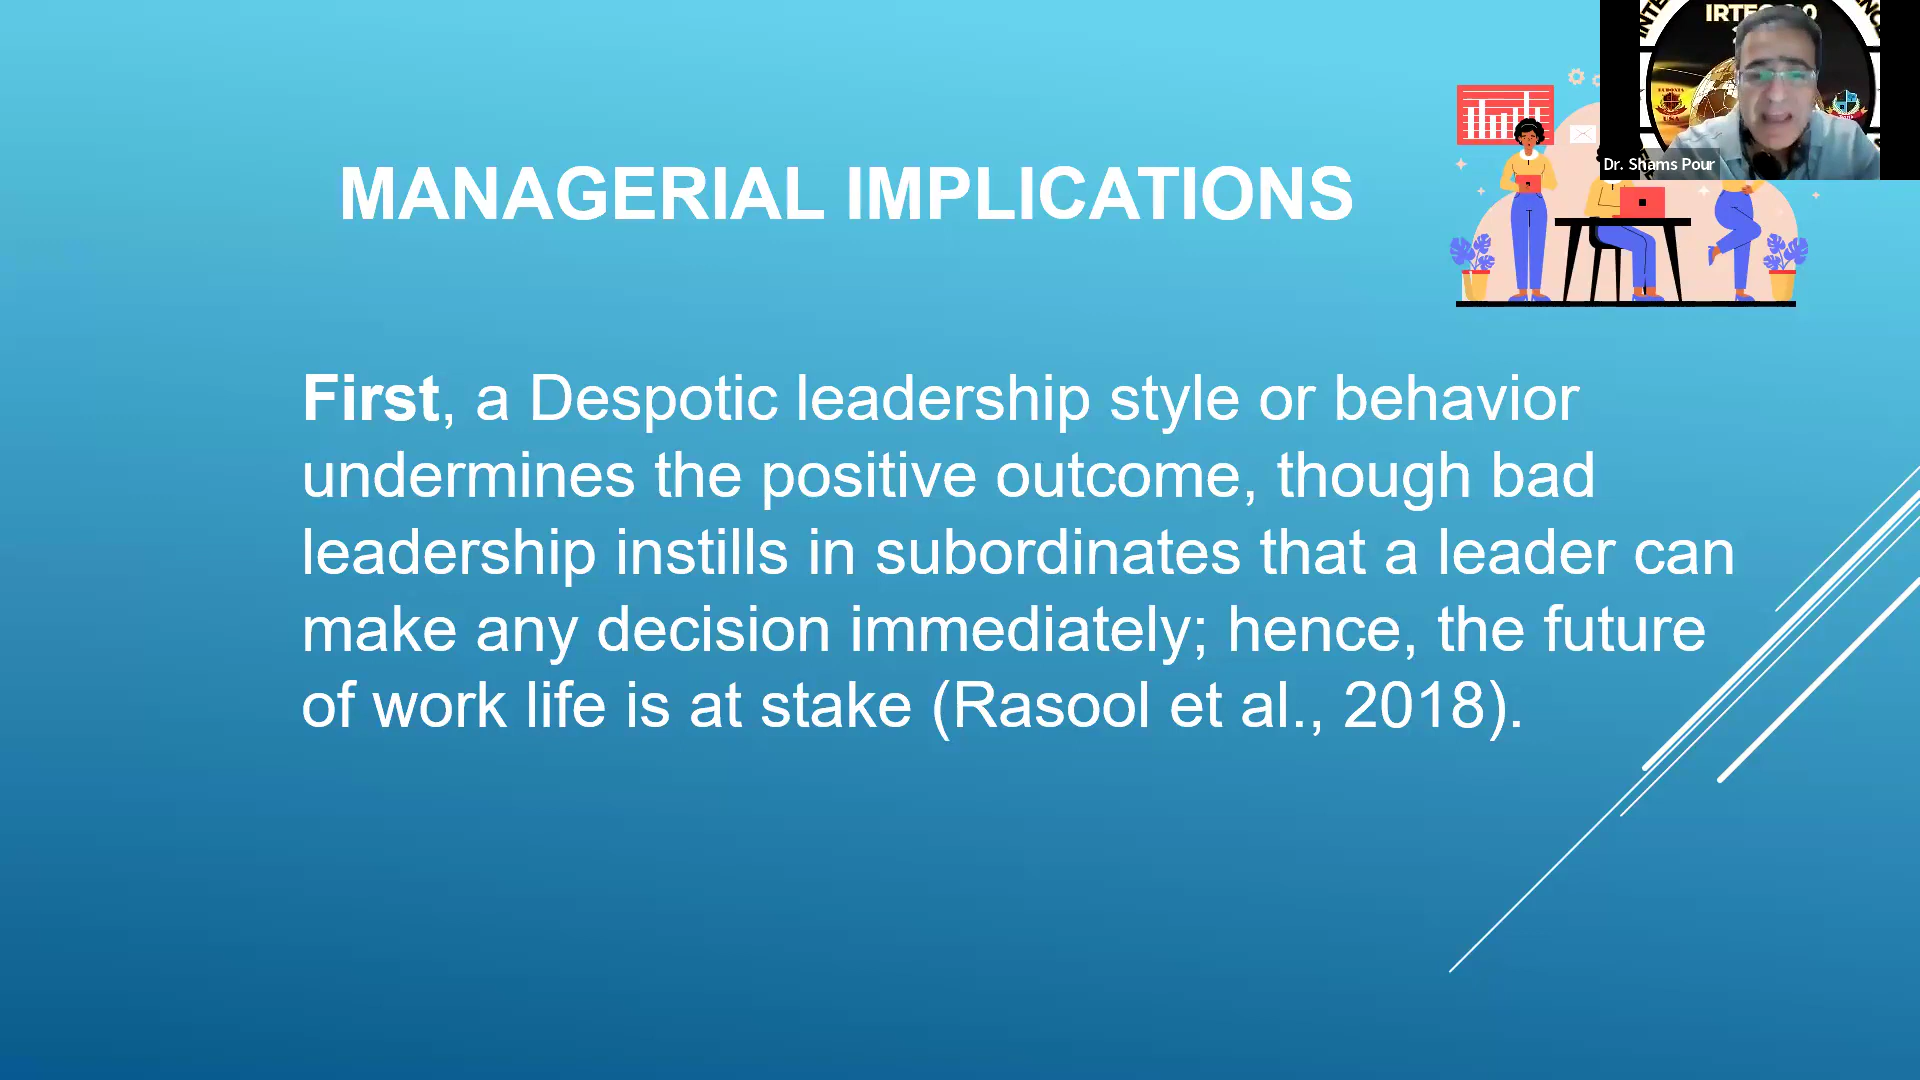 IRTEC
MANAGERIAL IMPLICATIONS
Dr. Shams Pour
First, a Despotic leadership style or behavior
undermines the positive outcome, though bad
leadership instills in subordinates that a leader can
make any decision immediately; hence, the future
of work life is at stake (Rasool et al., 2018).